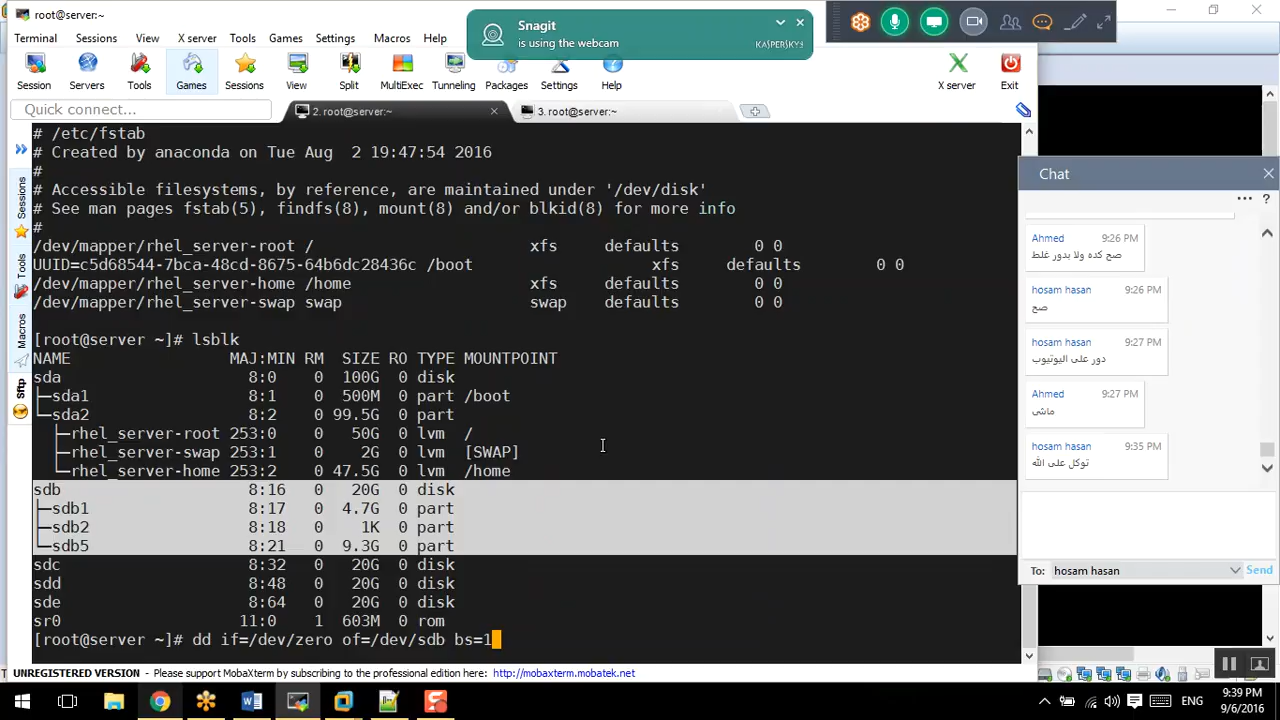 root@server:~
Terminal Sessions View X server Tools Games Settings Macros Help
Snagit
is using the webcam
KASPERSKY
Session Servers Tools Games Sessions View Split MultiExec Tunneling Packages Settings Help X server Exit
Quick connect...
2. root@server:~
3. root@server:~
Sessions
Tools
Macros
Sftp
# /etc/fstab
# Created by anaconda on Tue Aug  2 19:47:54 2016
#
# Accessible filesystems, by reference, are maintained under '/dev/disk'
# See man pages fstab(5), findfs(8), mount(8) and/or blkid(8) for more info
#
/dev/mapper/rhel_server-root / xfs defaults 0 0
UUID=c5d68544-7bca-48cd-8675-64b6dc28436c /boot xfs defaults 0 0
/dev/mapper/rhel_server-home /home xfs defaults 0 0
/dev/mapper/rhel_server-swap swap swap defaults 0 0
[root@server ~]# lsblk
NAME MAJ:MIN RM SIZE RO TYPE MOUNTPOINT
sda 8:0 0 100G 0 disk
├─sda1 8:1 0 500M 0 part /boot
└─sda2 8:2 0 99.5G 0 part
├─rhel_server-root 253:0 0 50G 0 lvm /
├─rhel_server-swap 253:1 0 2G 0 lvm [SWAP]
└─rhel_server-home 253:2 0 47.5G 0 lvm /home
sdb 8:16 0 20G 0 disk
├─sdb1 8:17 0 4.7G 0 part
├─sdb2 8:18 0 1K 0 part
└─sdb5 8:21 0 9.3G 0 part
sdc 8:32 0 20G 0 disk
sdd 8:48 0 20G 0 disk
sde 8:64 0 20G 0 disk
sr0 11:0 1 603M 0 rom
[root@server ~]# dd if=/dev/zero of=/dev/sdb bs=1
UNREGISTERED VERSION - Please support MobaXterm by subscribing to the professional edition here: http://mobaxterm.mobatek.net
Chat
Ahmed 9:26 PM
صح كده ولا بدور غلط
hosam hasan 9:26 PM
صح
hosam hasan 9:27 PM
دور على اليوتيوب
Ahmed 9:27 PM
ماشى
hosam hasan 9:35 PM
توكل على الله
To: hosam hasan Send
ENG
9:39 PM
9/6/2016